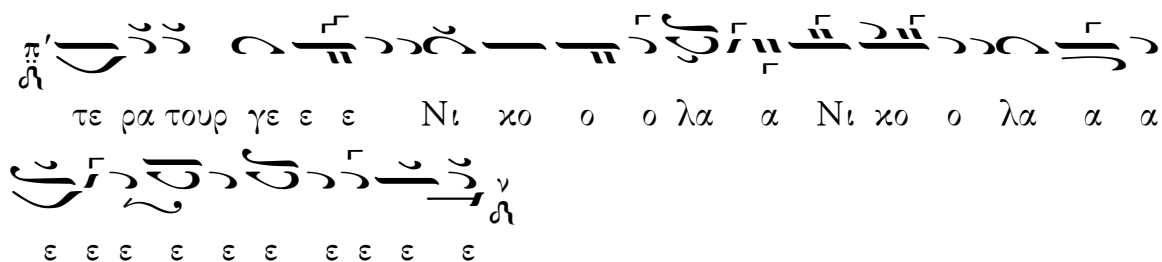 π′
τε ρα τουρ γε ε ε Νι κο ο ο λα α Νι κο ο λα α α
ν
ε ε ε ε ε ε ε ε ε ε